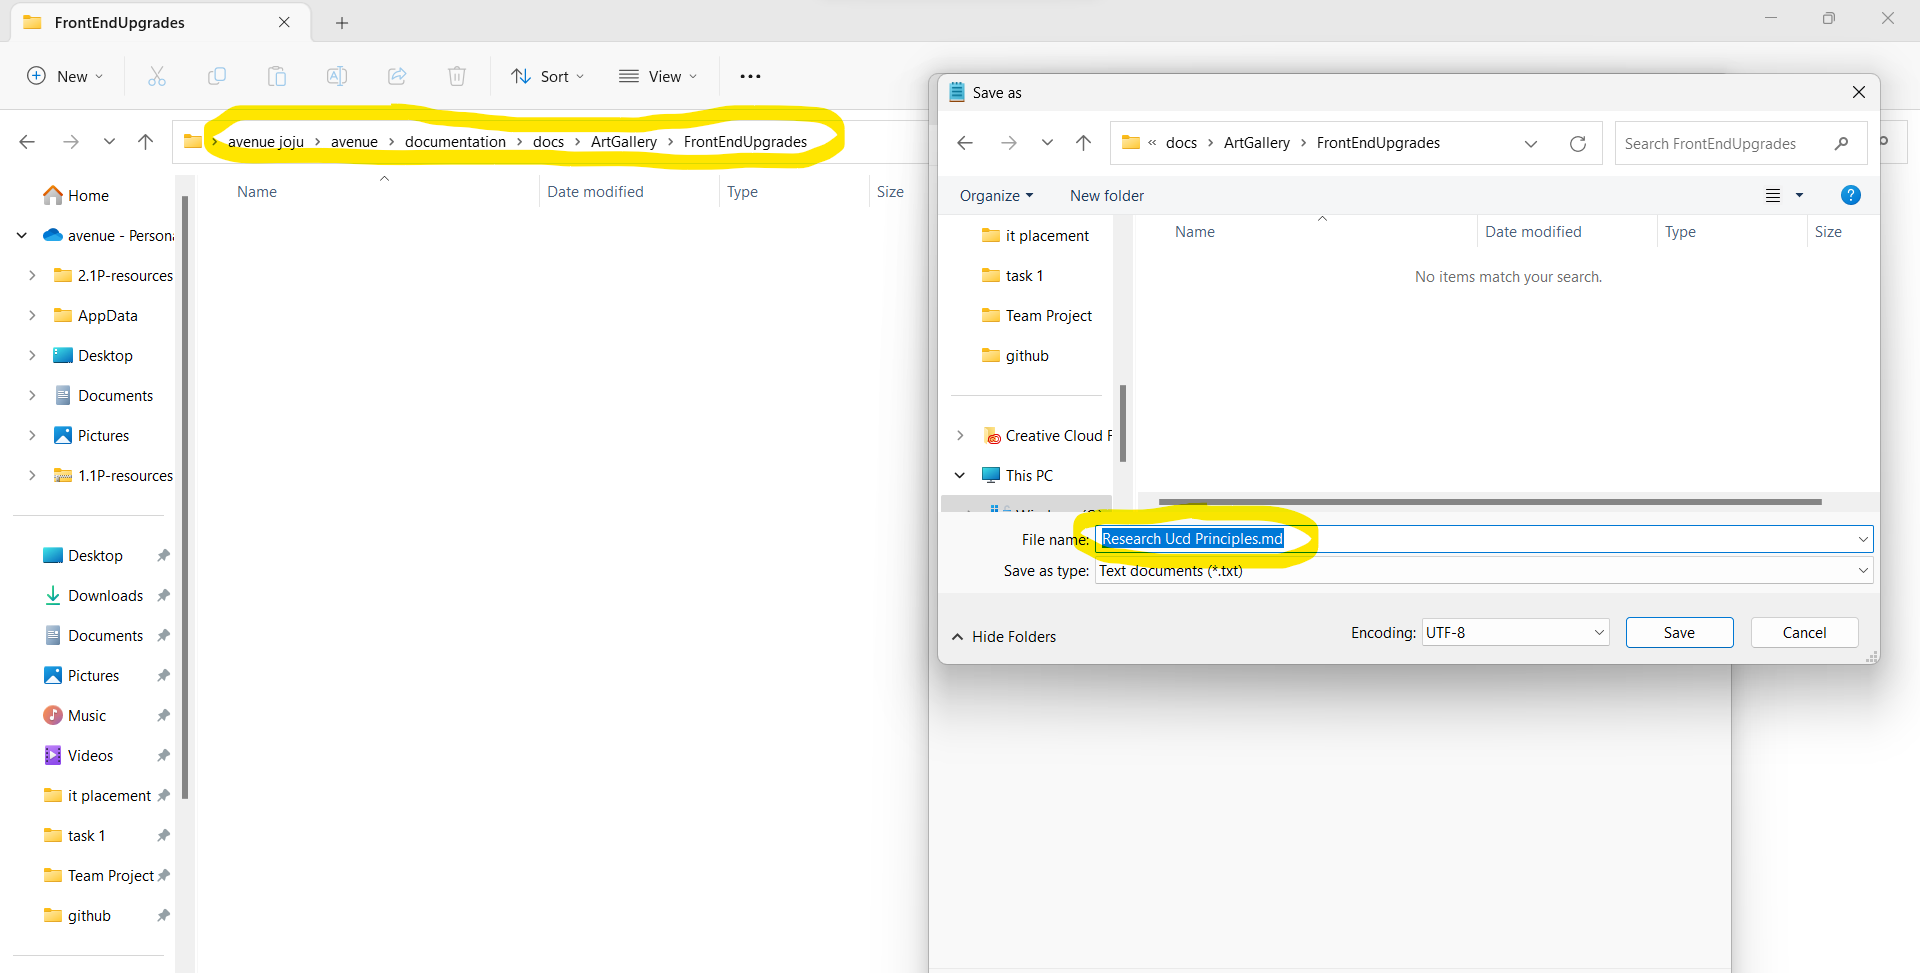 FrontEndUpgrades
New
Sort
View
avenue joju > avenue > documentation > docs > ArtGallery > FrontEndUpgrades
Name
Date modified
Type
Size
Home
avenue - Persona
2.1P-resources
AppData
Desktop
Documents
Pictures
1.1P-resources
Desktop
Downloads
Documents
Pictures
Music
Videos
it placement
task 1
Team Project
github
Save as
« docs > ArtGallery > FrontEndUpgrades
Search FrontEndUpgrades
Organize
New folder
Name
Date modified
Type
Size
it placement
task 1
Team Project
github
No items match your search.
Creative Cloud F
This PC
File name: Research Ucd Principles.md
Save as type: Text documents (*.txt)
Hide Folders
Encoding: UTF-8
Save
Cancel